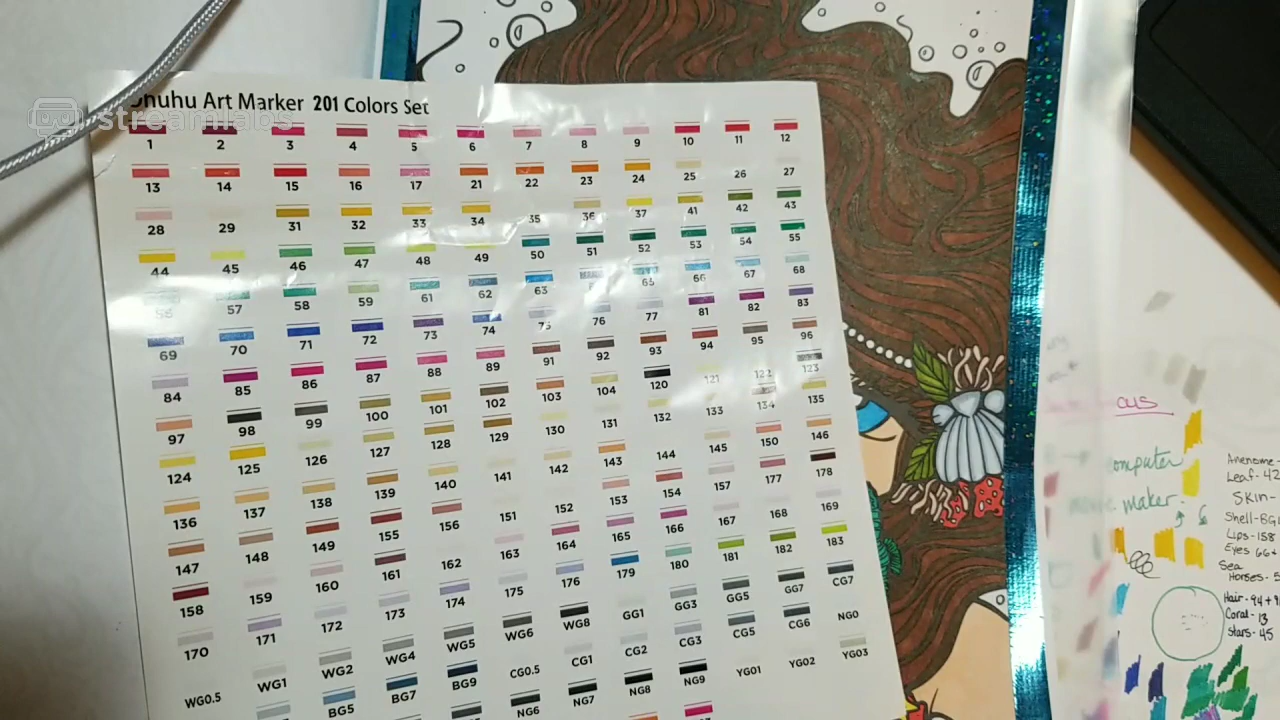 streamlabs
Ohuhu Art Marker 201 Colors Set
1 2 3 4 5 6 7 8 9 10 11 12
13 14 15 16 17 21 22 23 24 25 26 27
28 29 31 32 33 34 35 36 37 41 42 43
44 45 46 47 48 49 50 51 52 53 54 55
56 57 58 59 61 62 63 65 66 67 68
69 70 71 72 73 74 75 76 77 81 82 83
84 85 86 87 88 89 91 92 93 94 95 96
97 98 99 100 101 102 103 104 120 121 122 123
124 125 126 127 128 129 130 131 132 133 134 135
136 137 138 139 140 141 142 143 144 145 150 146
147 148 149 155 156 151 152 153 154 157 177 178
158 159 160 161 162 163 164 165 166 167 168 169
170 171 172 173 174 175 176 179 180 181 182 183
WG0.5 WG1 WG2 WG4 WG5 WG6 WG8 GG1 GG3 GG5 GG7 CG7
BG5 BG7 BG9 CG0.5 CG1 CG2 CG3 CG5 CG6 NG0
NG6 NG7 NG8 NG9 YG01 YG02 YG03
cus
computer
movie maker -
Leaf - 42
Skin -
Shell - BG
Lips - 158
Eyes 66+
Sea
Horses - 5
Hair - 94 + 9
Coral - 13
Stars - 45